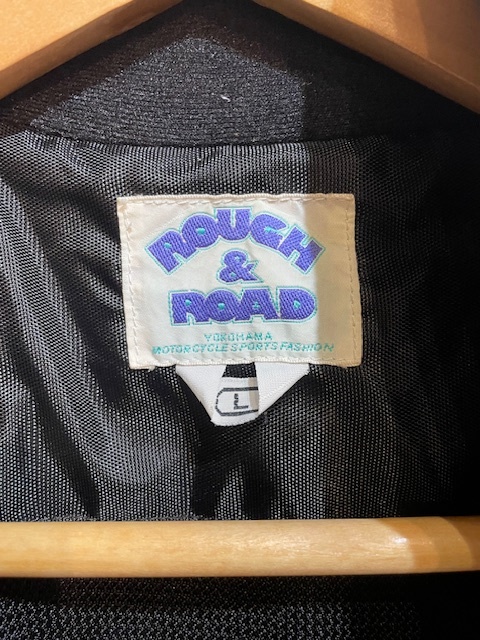 ROUGH
&
ROAD
YOKOHAMA
MOTORCYCLE SPORTS FASHION
L